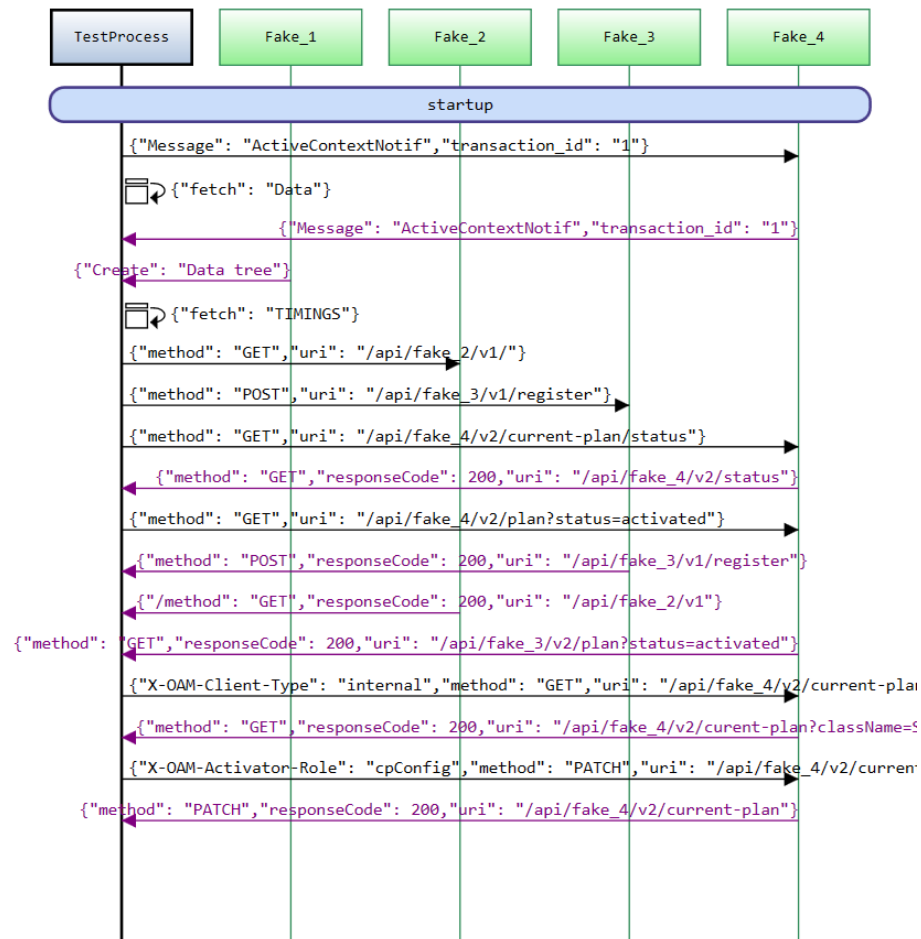 TestProcess
Fake_1
Fake_2
Fake_3
Fake_4
startup
{"Message": "ActiveContextNotif","transaction_id": "1"}
{"fetch": "Data"}
{"Message": "ActiveContextNotif","transaction_id": "1"}
{"Create": "Data tree"}
{"fetch": "TIMINGS"}
{"method": "GET","uri": "/api/fake_2/v1/"}
{"method": "POST","uri": "/api/fake_3/v1/register"}
{"method": "GET","uri": "/api/fake_4/v2/current-plan/status"}
{"method": "GET","responseCode": 200,"uri": "/api/fake_4/v2/status"}
{"method": "GET","uri": "/api/fake_4/v2/plan?status=activated"}
{"method": "POST","responseCode": 200,"uri": "/api/fake_3/v1/register"}
{"/method": "GET","responseCode": 200,"uri": "/api/fake_2/v1"}
{"method": "GET","responseCode": 200,"uri": "/api/fake_3/v2/plan?status=activated"}
{"X-OAM-Client-Type": "internal","method": "GET","uri": "/api/fake_4/v2/current-plan
{"method": "GET","responseCode": 200,"uri": "/api/fake_4/v2/curent-plan?className=S
{"X-OAM-Activator-Role": "cpConfig","method": "PATCH","uri": "/api/fake_4/v2/current
{"method": "PATCH","responseCode": 200,"uri": "/api/fake_4/v2/current-plan"}